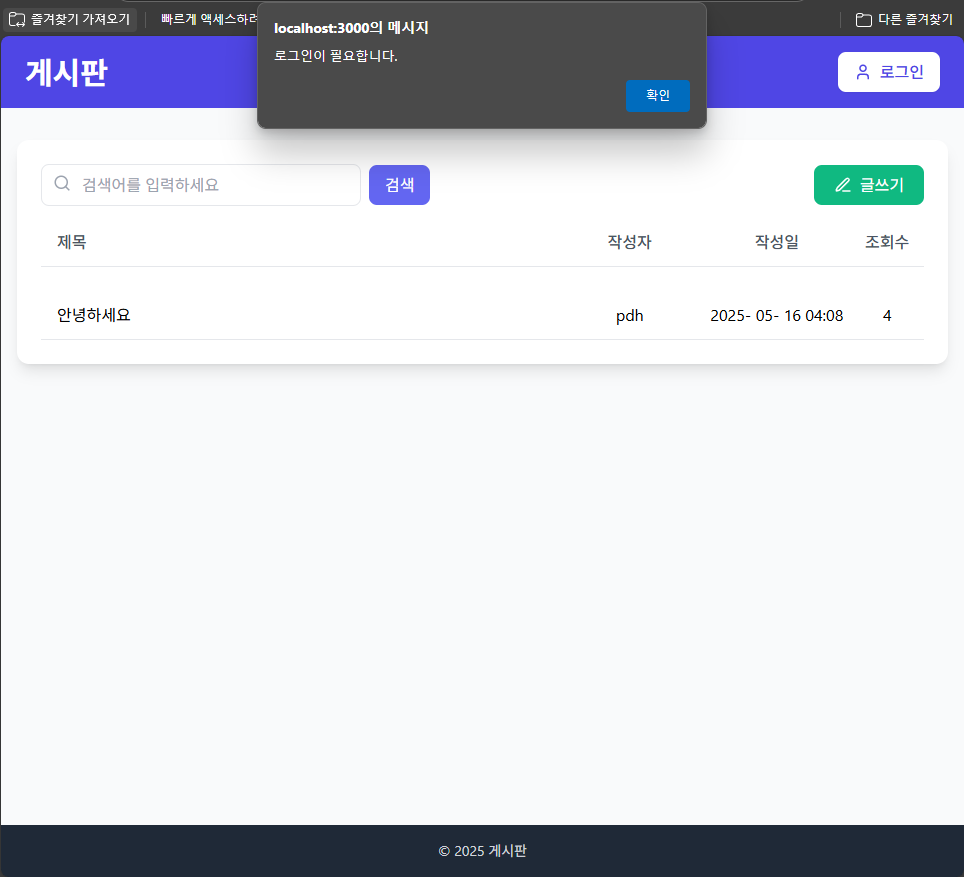 즐겨찾기 가져오기
빠르게 액세스하려
다른 즐겨찾기
localhost:3000의 메시지
로그인이 필요합니다.
확인
게시판
로그인
검색어를 입력하세요
검색
글쓰기
제목 작성자 작성일 조회수
안녕하세요 pdh 2025- 05- 16 04:08 4
© 2025 게시판